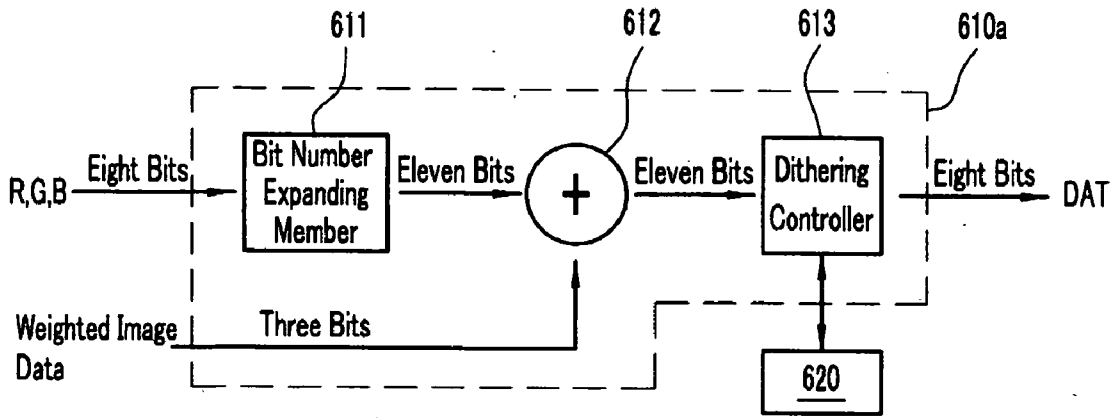 611
612
613
610a
R,G,B
Eight Bits
Bit Number
Expanding
Member
Eleven Bits
+
Eleven Bits
Dithering
Controller
Eight Bits
DAT
Weighted Image
Data
Three Bits
620